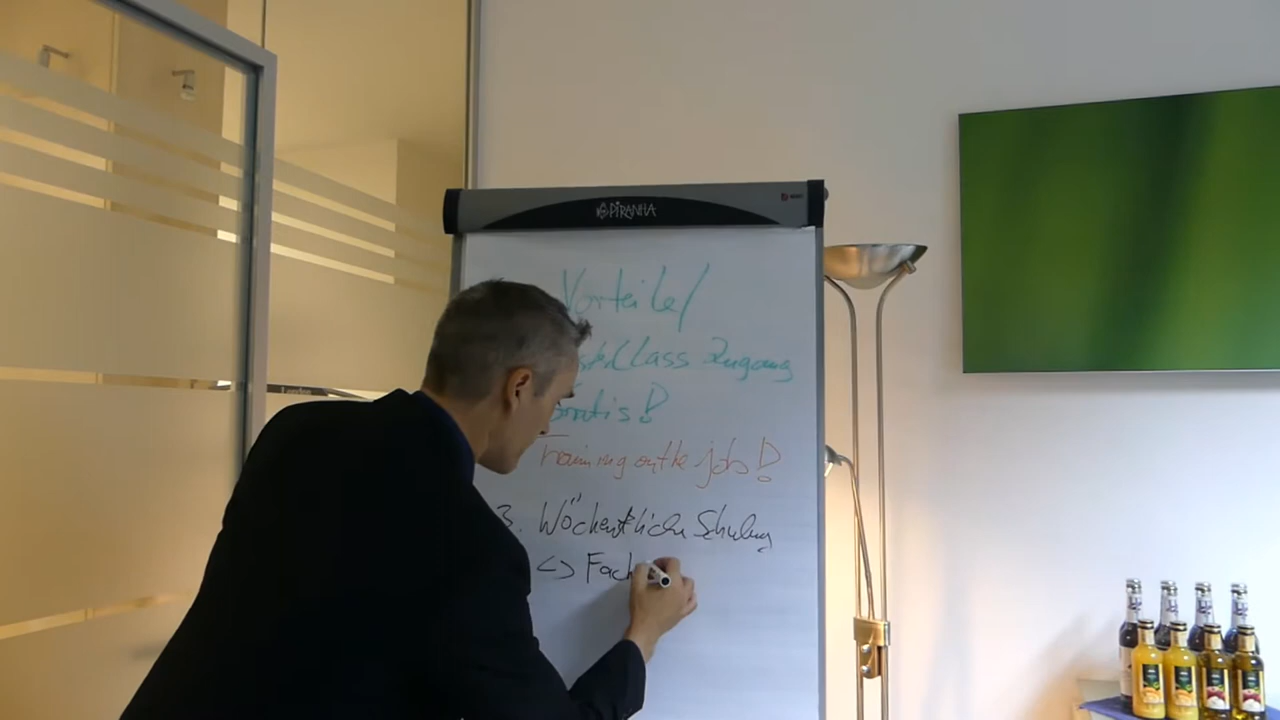 PiRANHA
Vorteile/
Class Zugang
Gratis!
Training on the job!
3. Wöchentliche Schulung
<-> Fach